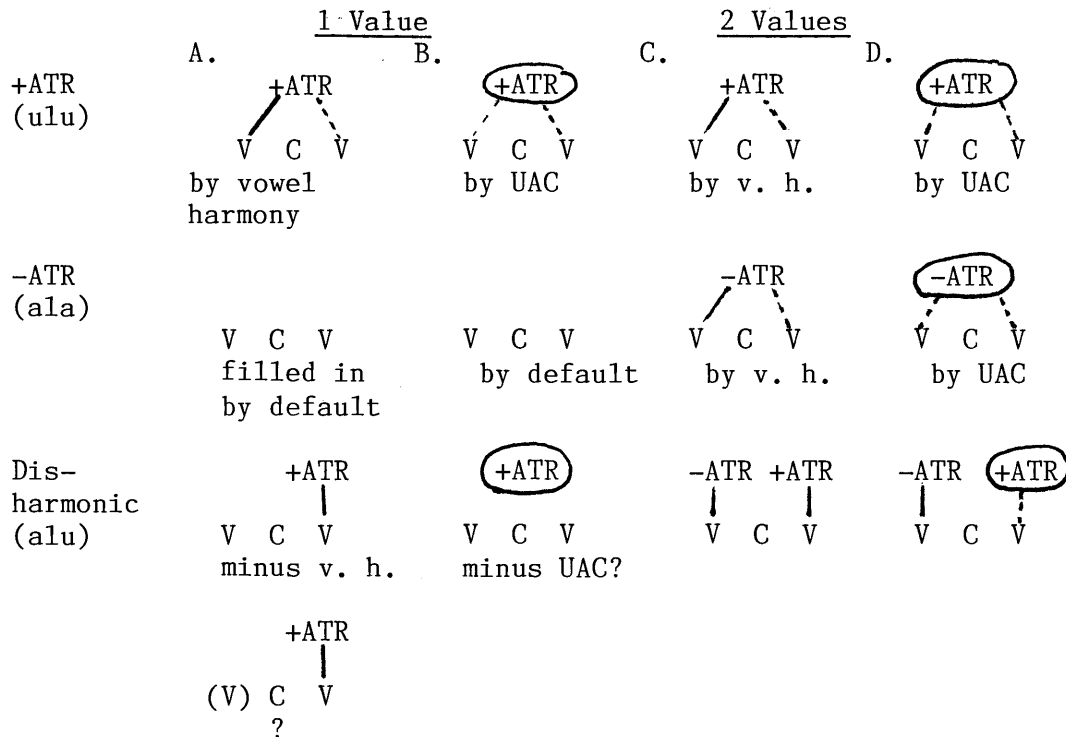 1 Value 2 Values
A. B. C. D.
+ATR +ATR +ATR +ATR +ATR
(ulu)
V C V V C V V C V V C V
by vowel by UAC by v. h. by UAC
harmony
-ATR -ATR -ATR
(ala)
V C V V C V V C V V C V
filled in by default by v. h. by UAC
by default
Dis- +ATR +ATR -ATR +ATR -ATR +ATR
harmonic
(alu) V C V V C V V C V V C V
minus v. h. minus UAC?
+ATR
(V) C V
?